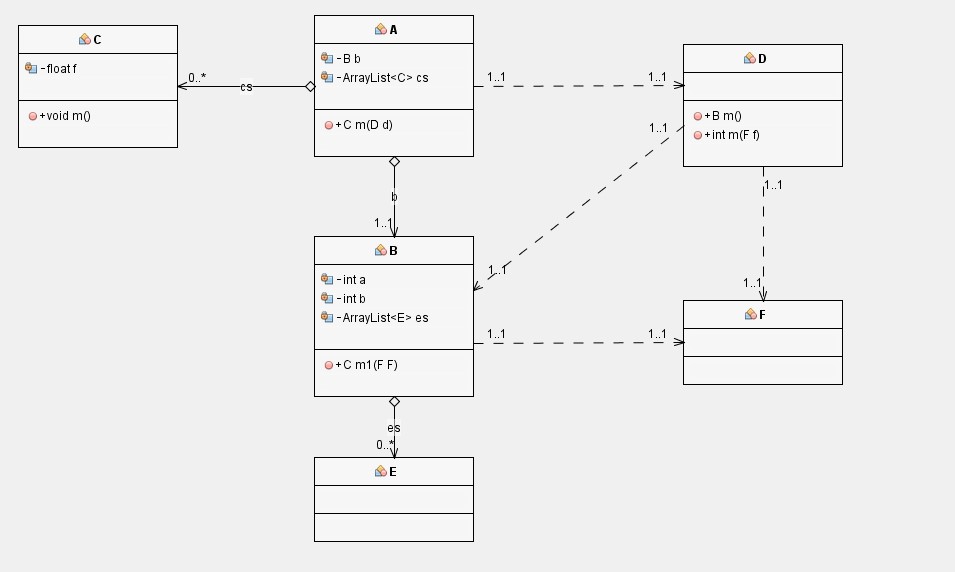 C
-float f
+void m()
0..*
cs
A
-B b
-ArrayList<C> cs
+C m(D d)
1..1
1..1
D
+B m()
+int m(F f)
1..1
1..1
b
1..1
B
-int a
-int b
-ArrayList<E> es
+C m1(F F)
1..1
1..1
1..1
1..1
F
es
0..*
E